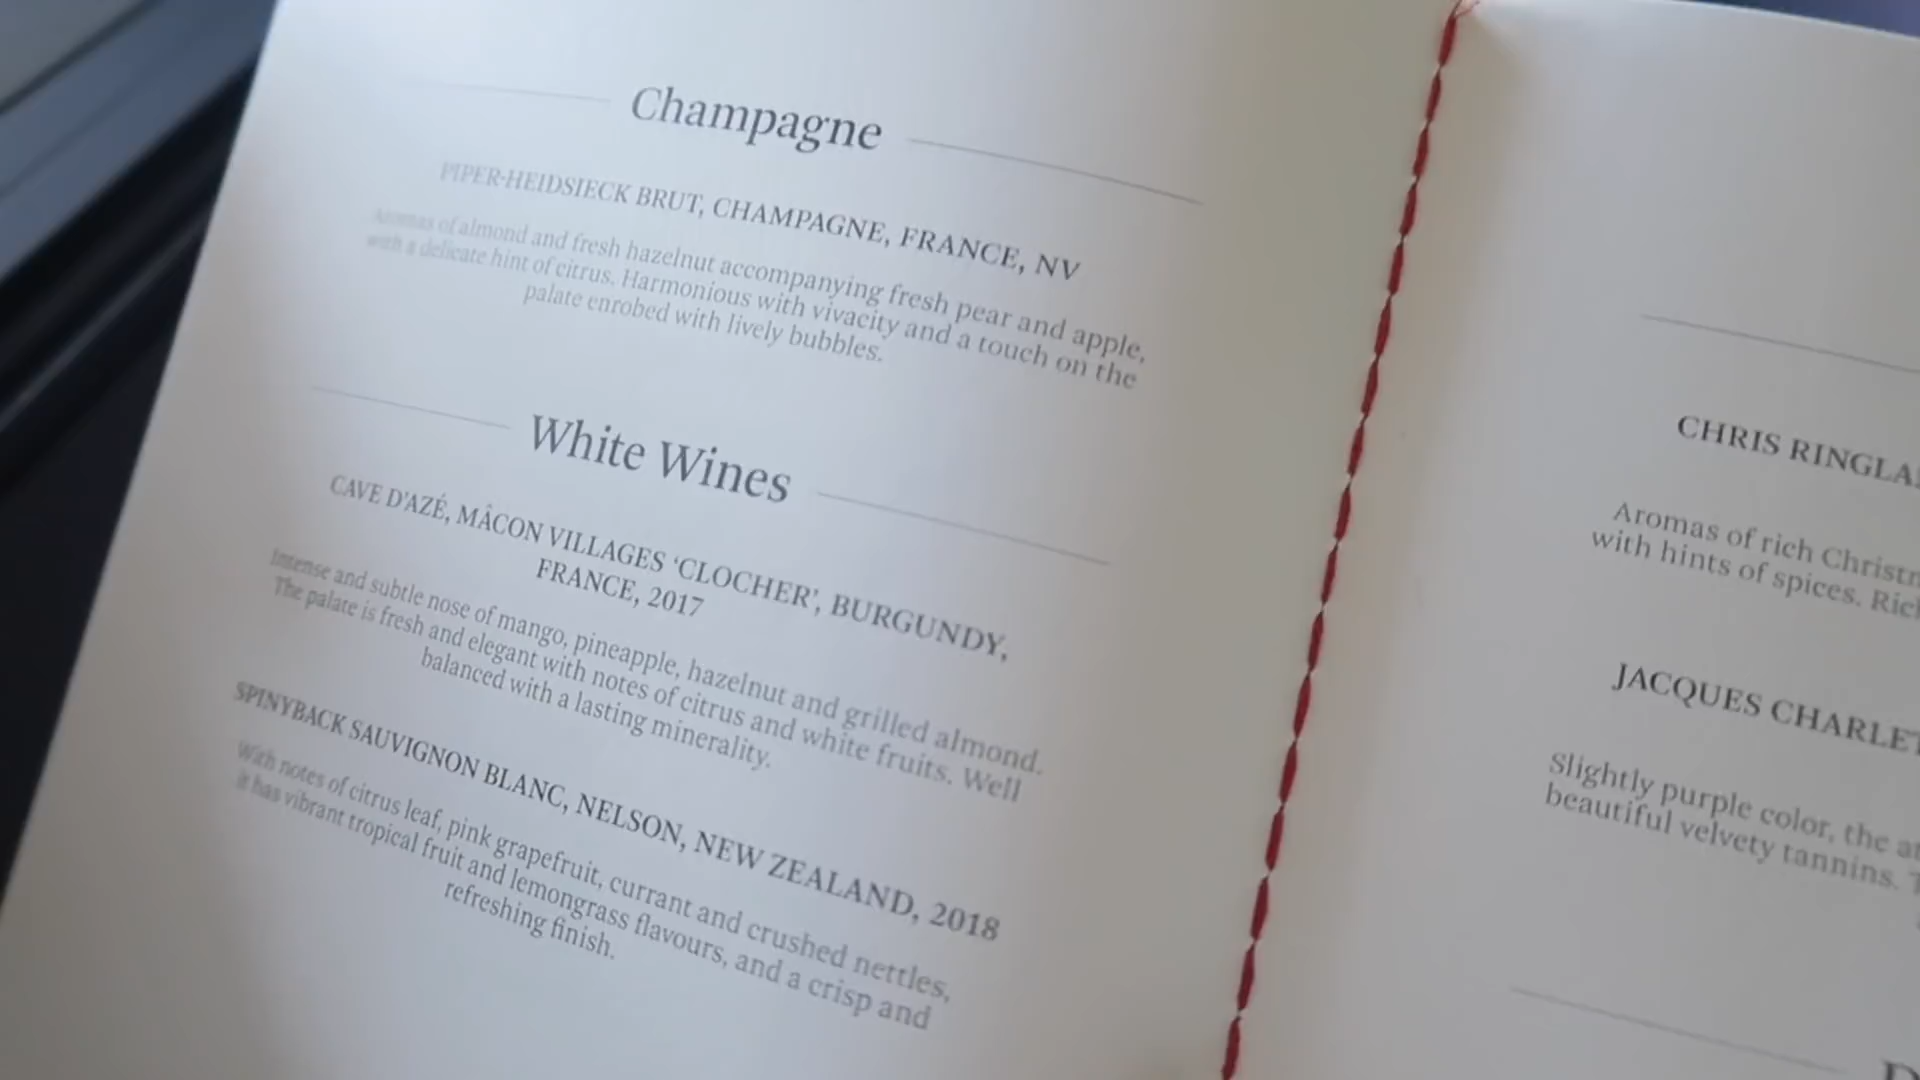 Champagne
PIPER-HEIDSIECK BRUT, CHAMPAGNE, FRANCE, NV
Aromas of almond and fresh hazelnut accompanying fresh pear and apple,
with a delicate hint of citrus. Harmonious with vivacity and a touch on the
palate enrobed with lively bubbles.
White Wines
CAVE D'AZÉ, MÂCON VILLAGES ‘CLOCHER’, BURGUNDY,
FRANCE, 2017
Intense and subtle nose of mango, pineapple, hazelnut and grilled almond.
The palate is fresh and elegant with notes of citrus and white fruits. Well
balanced with a lasting minerality.
SPINYBACK SAUVIGNON BLANC, NELSON, NEW ZEALAND, 2018
With notes of citrus leaf, pink grapefruit, currant and crushed nettles,
it has vibrant tropical fruit and lemongrass flavours, and a crisp and
refreshing finish.
CHRIS
Aromas of rich
with hints of spices.
JACQUES
Slightly purple color, the
beautiful velvety tannins.